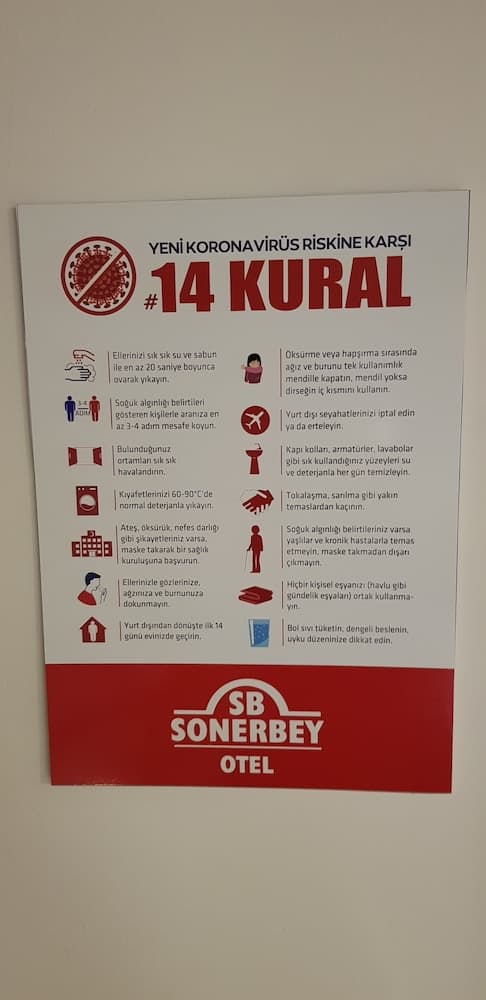 YENİ KORONAVİRÜS RİSKİNE KARŞI
#14 KURAL
Ellerinizi sık sık su ve sabun
ile en az 20 saniye boyunca
ovarak yıkayın.
3-4
ADIM
Soğuk algınlığı belirtileri
gösteren kişilerle aranıza en
az 3-4 adım mesafe koyun.
Bulunduğunuz
ortamları sık sık
havalandırın.
Kıyafetlerinizi 60-90°C'de
normal deterjanla yıkayın.
Ateş, öksürük, nefes darlığı
gibi şikayetleriniz varsa,
maske takarak bir sağlık
kuruluşuna başvurun.
Ellerinizle gözlerinize,
ağzınıza ve burnunuza
dokunmayın.
Yurt dışından dönüşte ilk 14
günü evinizde geçirin.
Öksürme veya hapşırma sırasında
ağız ve burunu tek kullanımlık
mendille kapatın, mendil yoksa
dirseğin iç kısmını kullanın.
Yurt dışı seyahatlerinizi iptal edin
ya da erteleyin.
Kapı kolları, armatürler, lavabolar
gibi sık kullandığınız yüzeyleri su
ve deterjanla her gün temizleyin.
Tokalaşma, sarılma gibi yakın
temaslardan kaçının.
Soğuk algınlığı belirtileriniz varsa
yaşlılar ve kronik hastalarla temas
etmeyin, maske takmadan dışarı
çıkmayın.
Hiçbir kişisel eşyanızı (havlu gibi
gündelik eşyaları) ortak kullanma-
yın.
Bol sıvı tüketin, dengeli beslenin,
uyku düzeninize dikkat edin.
SB
SONERBEY
OTEL